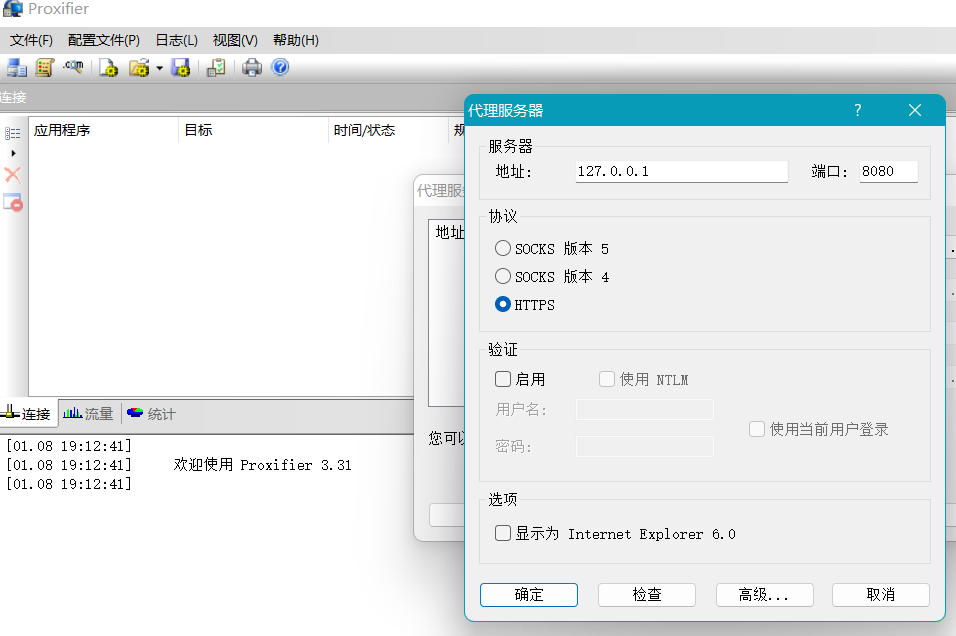 Proxifier
文件(F) 配置文件(P) 日志(L) 视图(V) 帮助(H)
连接
应用程序 目标 时间/状态
代理服务器 ?
服务器
地址: 127.0.0.1 端口: 8080
代理服
地址
协议
SOCKS 版本 5
SOCKS 版本 4
HTTPS
验证
启用 使用 NTLM
用户名:
使用当前用户登录
密码:
您可
选项
显示为 Internet Explorer 6.0
确定 检查 高级... 取消
连接 流量 统计
[01.08 19:12:41]
[01.08 19:12:41] 欢迎使用 Proxifier 3.31
[01.08 19:12:41]